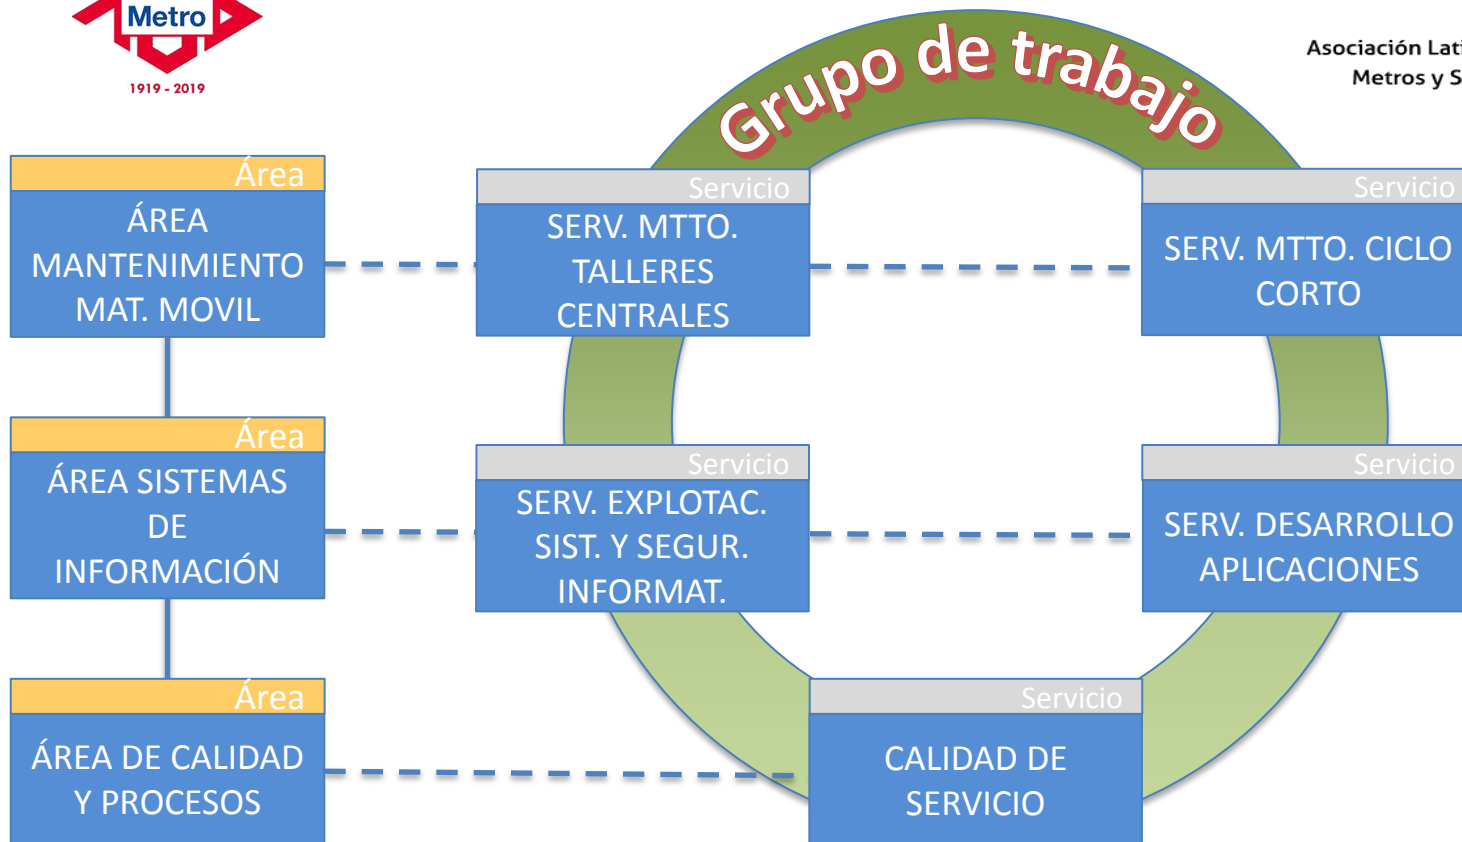 Metro
1919 - 2019
Grupo de trabajo
Asociación Lati
Metros y S
Área
ÁREA
MANTENIMIENTO
MAT. MOVIL
Servicio
SERV. MTTO.
TALLERES
CENTRALES
Servicio
SERV. MTTO. CICLO
CORTO
Área
ÁREA SISTEMAS
DE
INFORMACIÓN
Servicio
SERV. EXPLOTAC.
SIST. Y SEGUR.
INFORMAT.
Servicio
SERV. DESARROLLO
APLICACIONES
Área
ÁREA DE CALIDAD
Y PROCESOS
Servicio
CALIDAD DE
SERVICIO